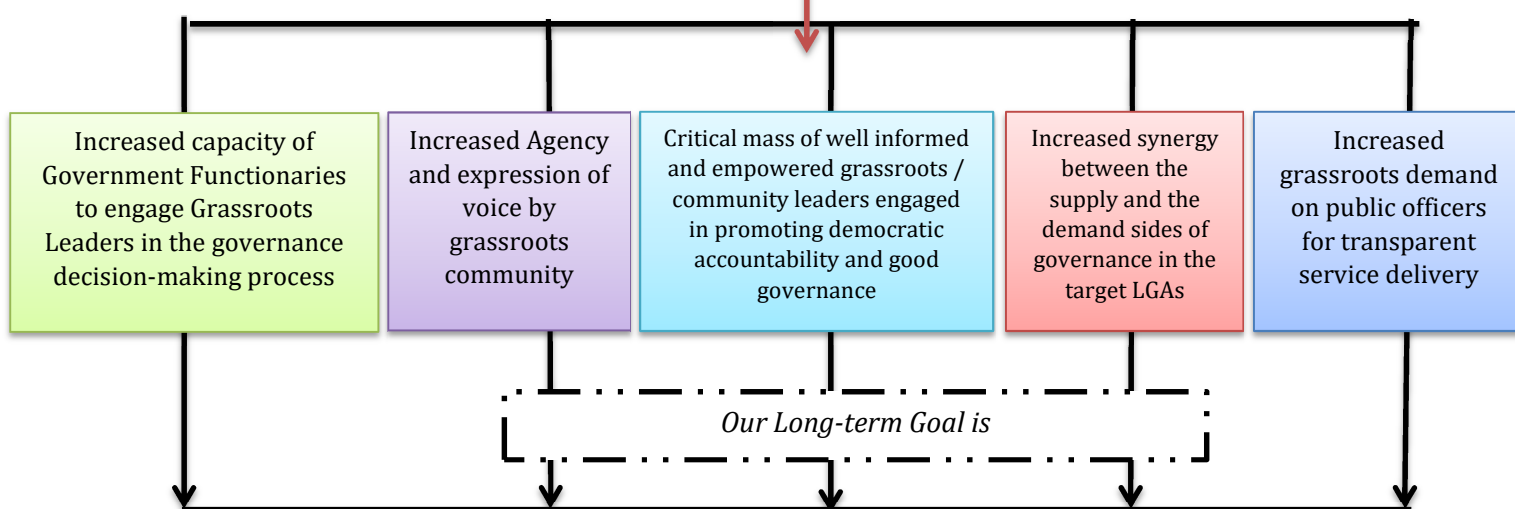 Increased capacity of
Government Functionaries
to engage Grassroots
Leaders in the governance
decision-making process
Increased Agency
and expression of
voice by
grassroots
community
Critical mass of well informed
and empowered grassroots /
community leaders engaged
in promoting democratic
accountability and good
governance
Increased synergy
between the
supply and the
demand sides of
governance in the
target LGAs
Increased
grassroots demand
on public officers
for transparent
service delivery
Our Long-term Goal is